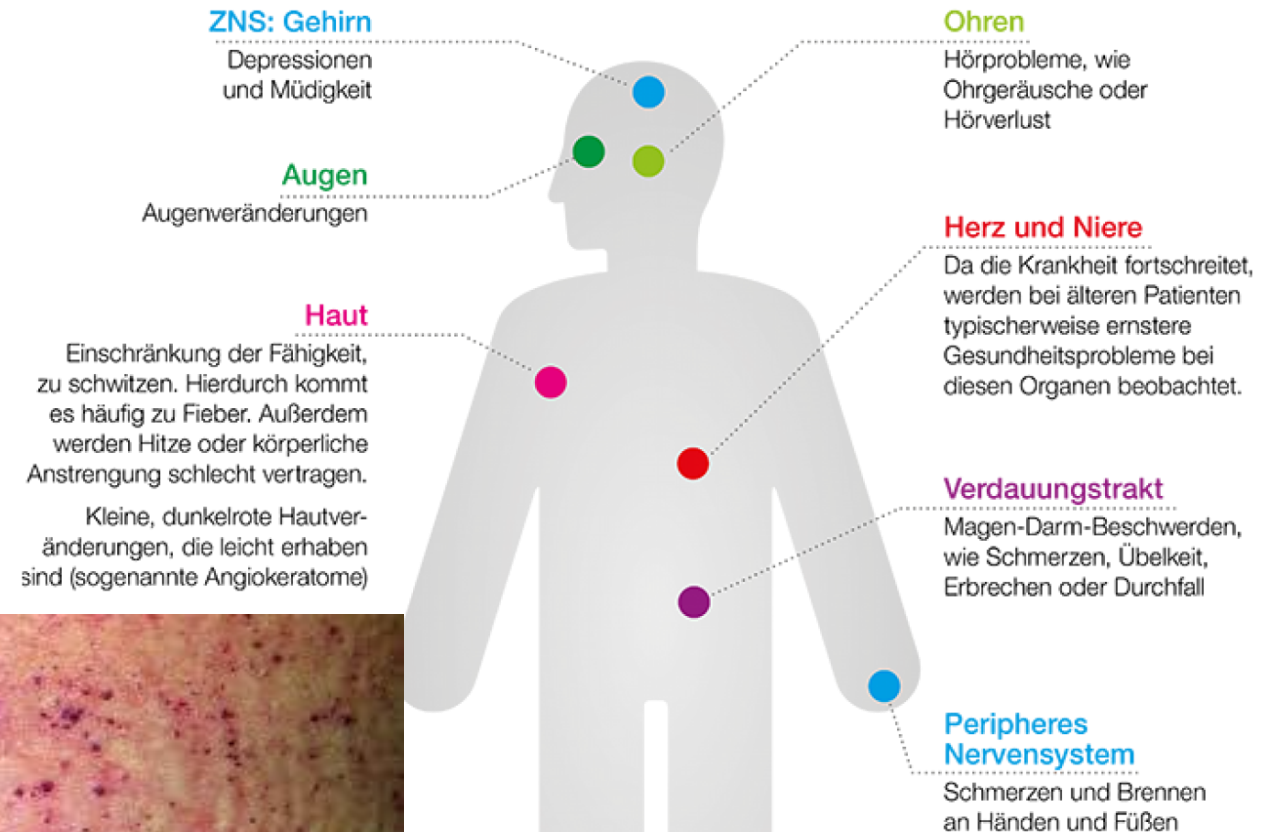 ZNS: Gehirn
Depressionen
und Müdigkeit
Augen
Augenveränderungen
Haut
Einschränkung der Fähigkeit,
zu schwitzen. Hierdurch kommt
es häufig zu Fieber. Außerdem
werden Hitze oder körperliche
Anstrengung schlecht vertragen.
Kleine, dunkelrote Hautver-
änderungen, die leicht erhaben
sind (sogenannte Angiokeratome)
Ohren
Hörprobleme, wie
Ohrgeräusche oder
Hörverlust
Herz und Niere
Da die Krankheit fortschreitet,
werden bei älteren Patienten
typischerweise ernstere
Gesundheitsprobleme bei
diesen Organen beobachtet.
Verdauungstrakt
Magen-Darm-Beschwerden,
wie Schmerzen, Übelkeit,
Erbrechen oder Durchfall
Peripheres
Nervensystem
Schmerzen und Brennen
an Händen und Füßen